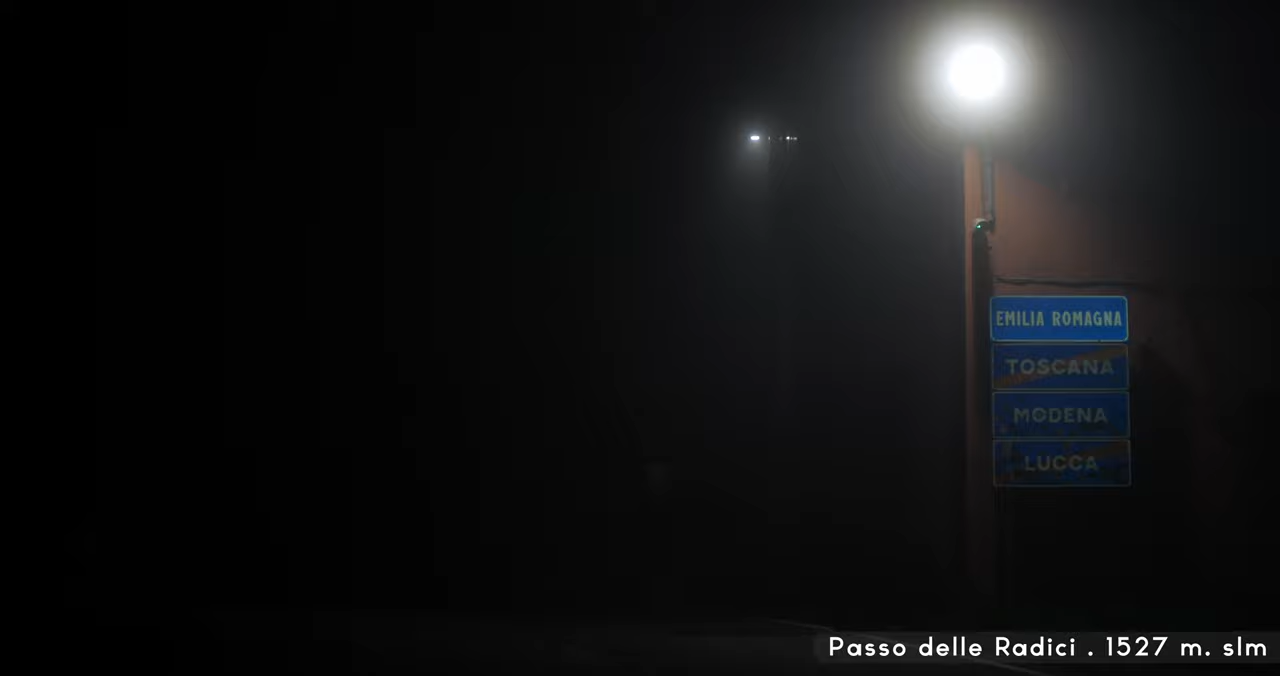 EMILIA ROMAGNA
TOSCANA
MODENA
LUCCA
Passo delle Radici . 1527 m. slm